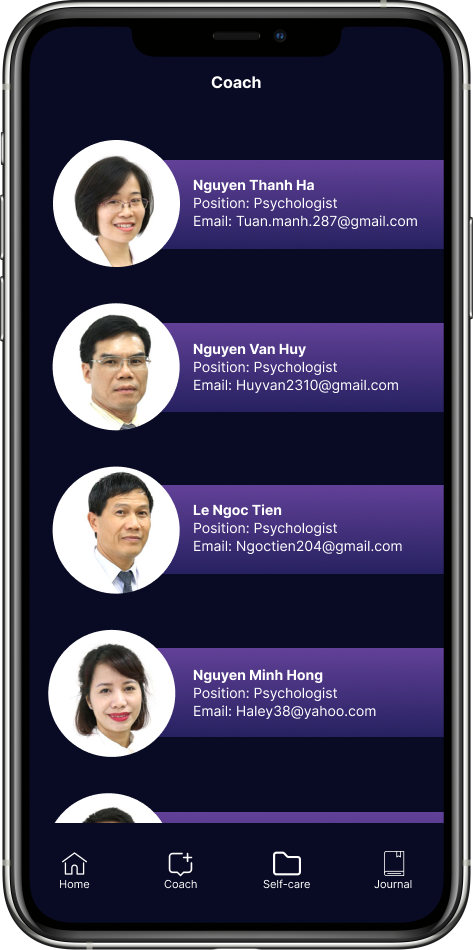 Coach
Nguyen Thanh Ha
Position: Psychologist
Email: Tuan.manh.287@gmail.com
Nguyen Van Huy
Position: Psychologist
Email: Huyvan2310@gmail.com
Le Ngoc Tien
Position: Psychologist
Email: Ngoctien204@gmail.com
Nguyen Minh Hong
Position: Psychologist
Email: Haley38@yahoo.com
Home
Coach
Self-care
Journal